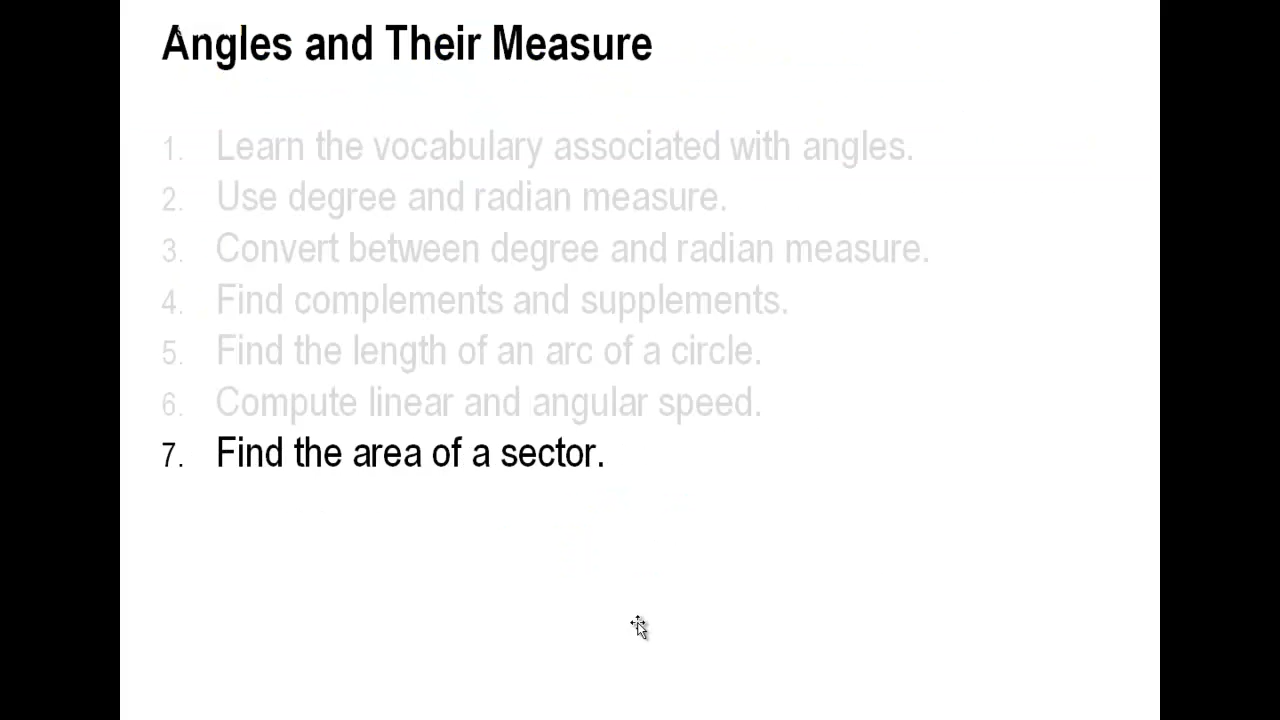 Angles and Their Measure
1. Learn the vocabulary associated with angles.
2. Use degree and radian measure.
3. Convert between degree and radian measure.
4. Find complements and supplements.
5. Find the length of an arc of a circle.
6. Compute linear and angular speed.
7. Find the area of a sector.